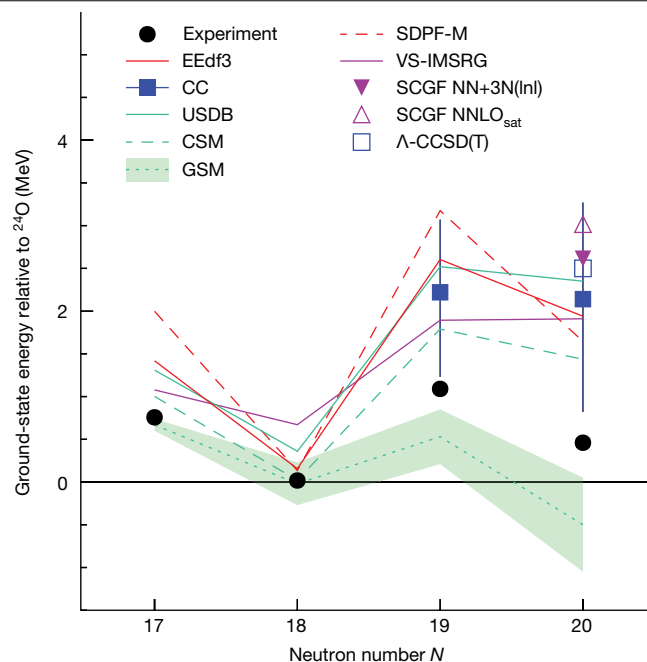 Experiment
EEdf3
CC
USDB
CSM
GSM
SDPF-M
VS-IMSRG
SCGF NN+3N(lnl)
SCGF NNLOsat
Λ-CCSD(T)
Ground-state energy relative to ²⁴O (MeV)
4
2
0
17 18 19 20
Neutron number N